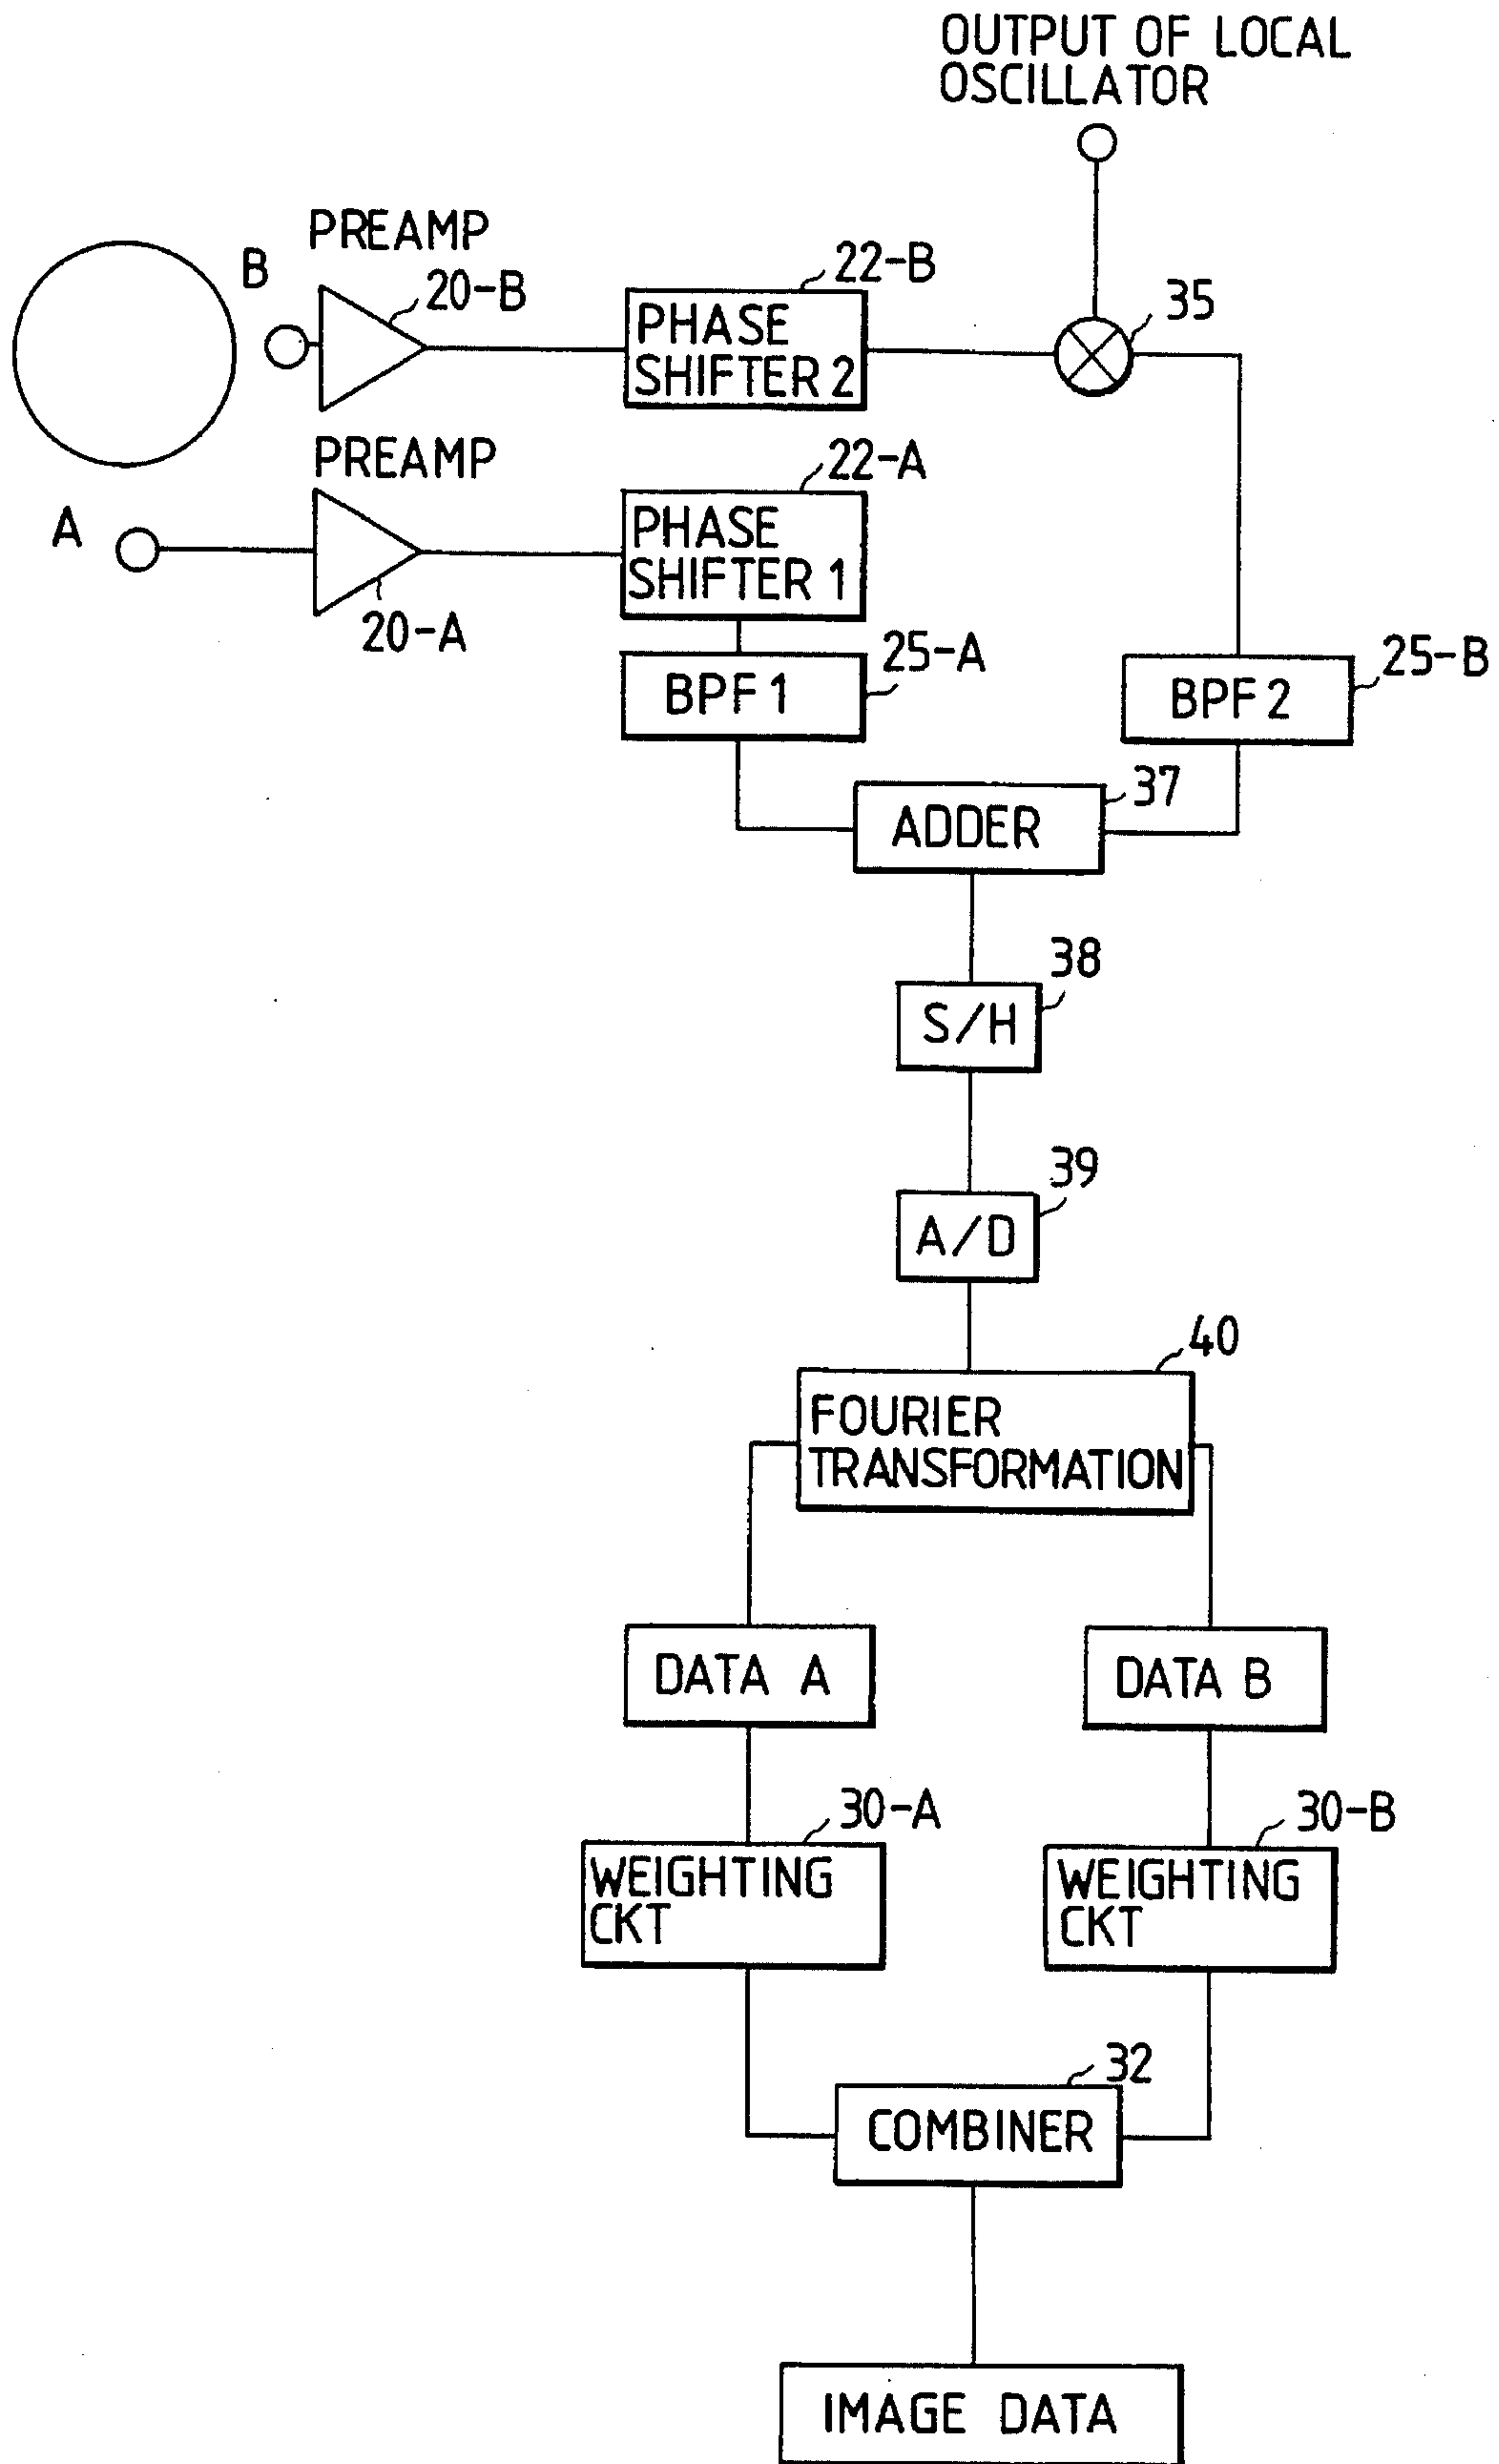 OUTPUT OF LOCAL
OSCILLATOR
PREAMP
B
20-B
22-B
PHASE
SHIFTER 2
35
PREAMP
A
20-A
22-A
PHASE
SHIFTER 1
25-A
BPF 1
25-B
BPF 2
37
ADDER
38
S/H
39
A/D
40
FOURIER
TRANSFORMATION
DATA A
DATA B
30-A
WEIGHTING
CKT
30-B
WEIGHTING
CKT
32
COMBINER
IMAGE DATA